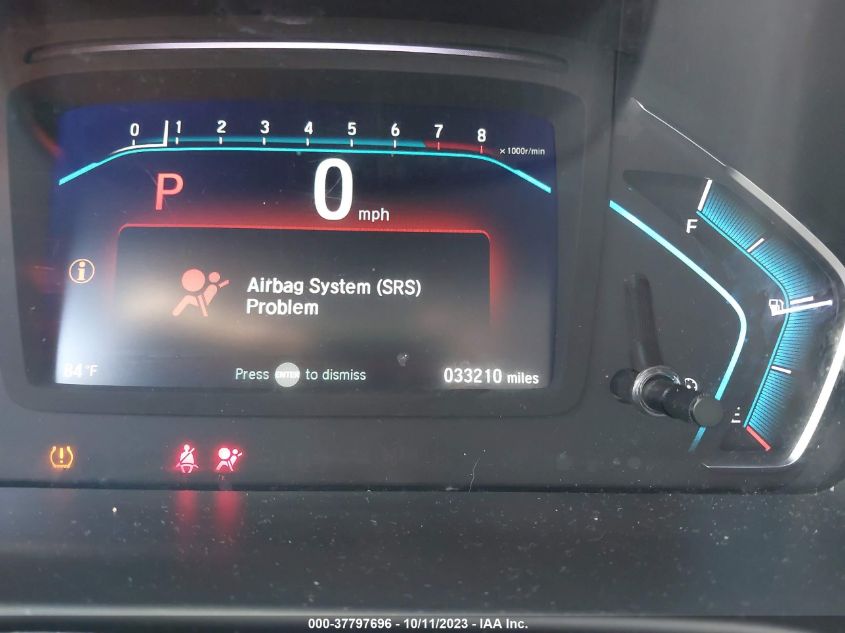 0 1 2 3 4 5 6 7 8
x 1000r/min
P
0 mph
F
i
Airbag System (SRS)
Problem
84°F
Press ENTER to dismiss
033210 miles
E
(!)
000-37797696 - 10/11/2023 - IAA Inc.